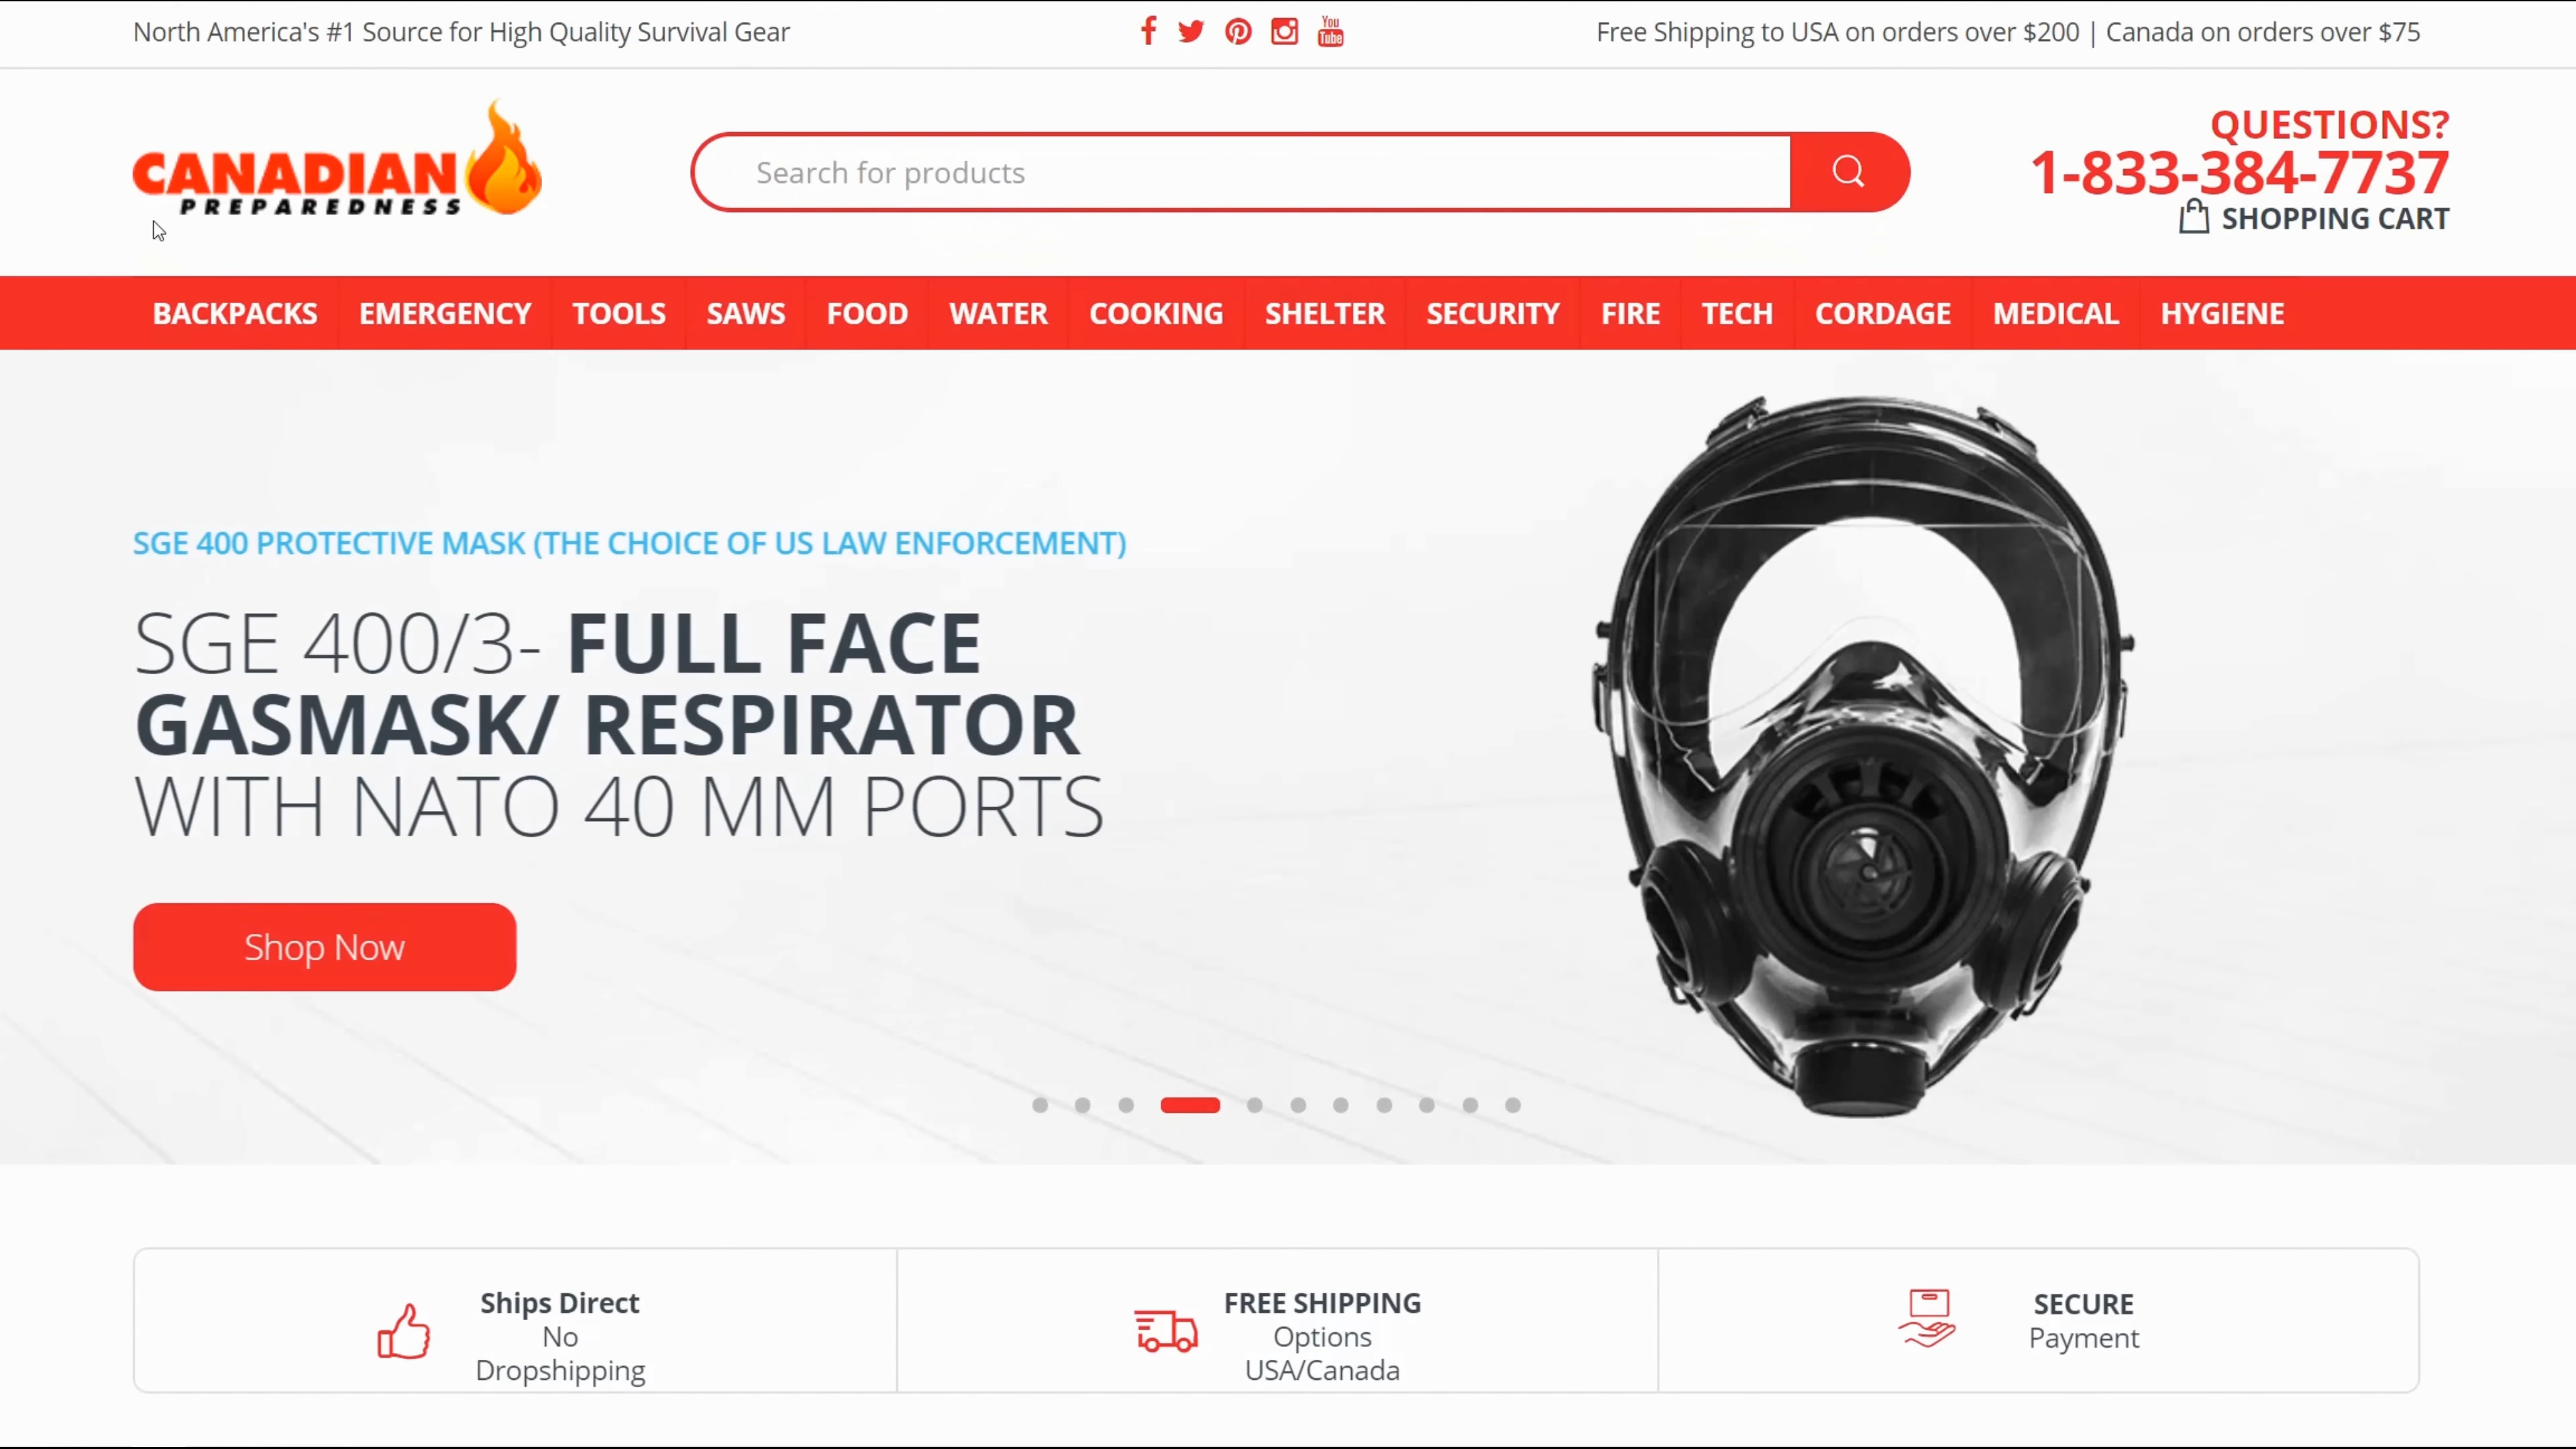 North America's #1 Source for High Quality Survival Gear
You
Tube
Free Shipping to USA on orders over $200 | Canada on orders over $75
CANADIAN
PREPAREDNESS
Search for products
QUESTIONS?
1-833-384-7737
SHOPPING CART
BACKPACKS EMERGENCY TOOLS SAWS FOOD WATER COOKING SHELTER SECURITY FIRE TECH CORDAGE MEDICAL HYGIENE
SGE 400 PROTECTIVE MASK (THE CHOICE OF US LAW ENFORCEMENT)
SGE 400/3- FULL FACE
GASMASK/ RESPIRATOR
WITH NATO 40 MM PORTS
Shop Now
Ships Direct
No
Dropshipping
FREE SHIPPING
Options
USA/Canada
SECURE
Payment